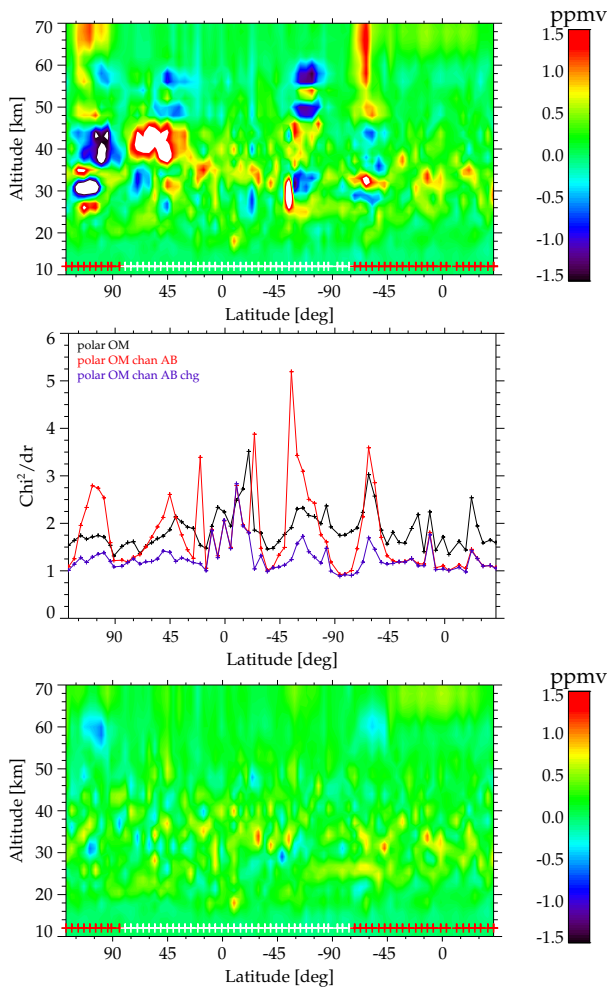 ppmv
70
60
50
40
30
20
10
Altitude [km]
90 45 0 -45 -90 -45 0
Latitude [deg]
1.5
1.0
0.5
0.0
-0.5
-1.0
-1.5
6
5
4
3
2
1
0
Chi²/dr
polar OM
polar OM chan AB
polar OM chan AB chg
90 45 0 -45 -90 -45 0
Latitude [deg]
ppmv
70
60
50
40
30
20
10
Altitude [km]
90 45 0 -45 -90 -45 0
Latitude [deg]
1.5
1.0
0.5
0.0
-0.5
-1.0
-1.5